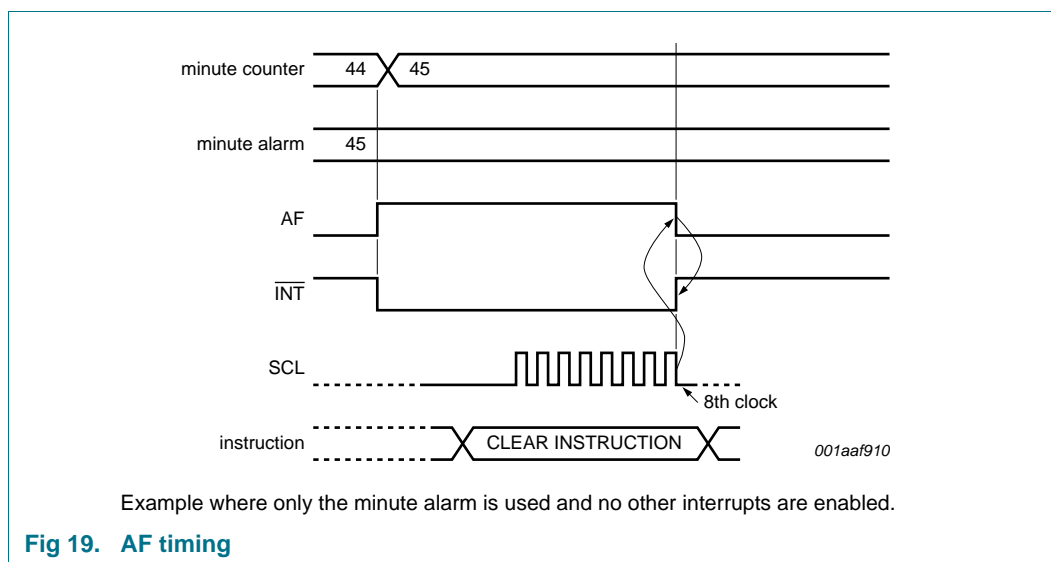 minute counter 44 45
minute alarm 45
AF
INT
SCL
8th clock
instruction CLEAR INSTRUCTION 001aaf910
Example where only the minute alarm is used and no other interrupts are enabled.
Fig 19. AF timing